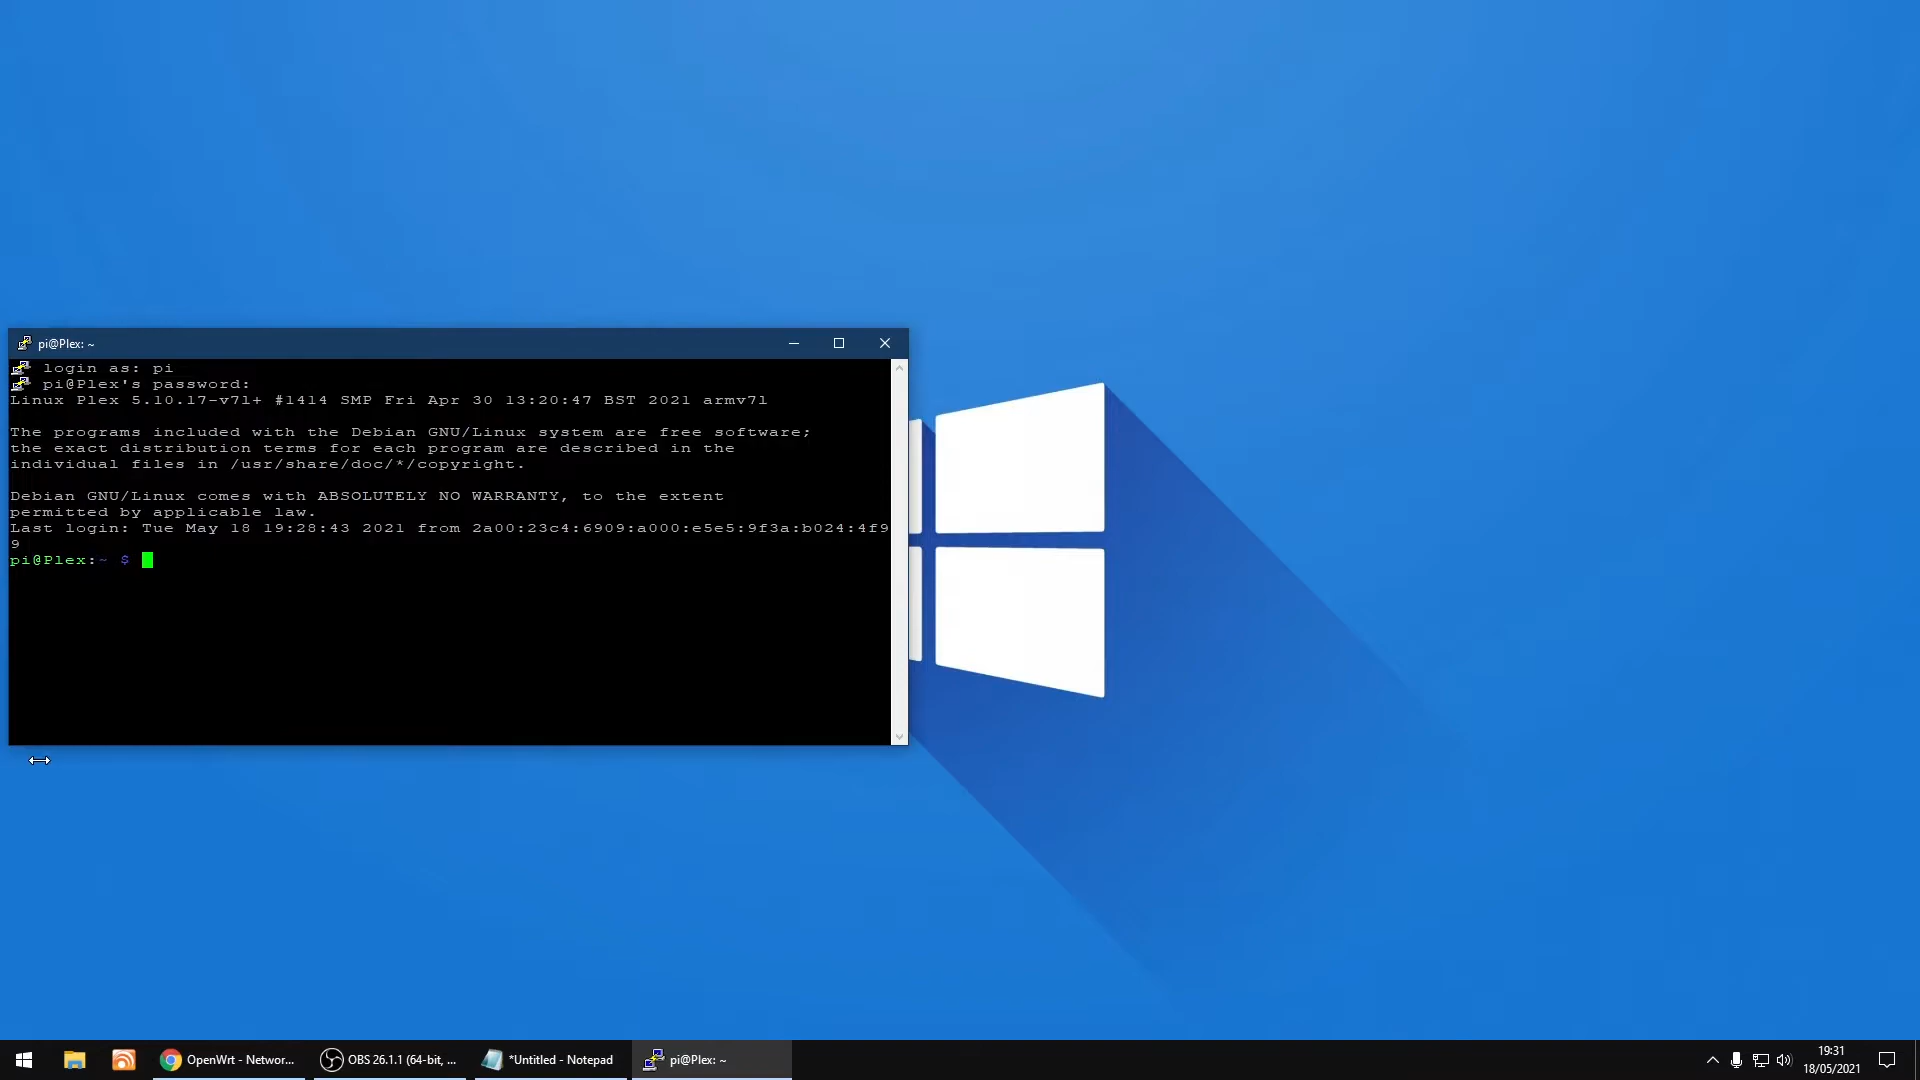 pi@Plex: ~
login as: pi
pi@Plex's password:
Linux Plex 5.10.17-v7l+ #1414 SMP Fri Apr 30 13:20:47 BST 2021 armv7l
The programs included with the Debian GNU/Linux system are free software;
the exact distribution terms for each program are described in the
individual files in /usr/share/doc/*/copyright.
Debian GNU/Linux comes with ABSOLUTELY NO WARRANTY, to the extent
permitted by applicable law.
Last login: Tue May 18 19:28:43 2021 from 2a00:23c4:6909:a000:e5e5:9f3a:b024:4f9
9
pi@Plex:~ $
OpenWrt - Networ...
OBS 26.1.1 (64-bit, ...
*Untitled - Notepad
pi@Plex: ~
19:31
18/05/2021